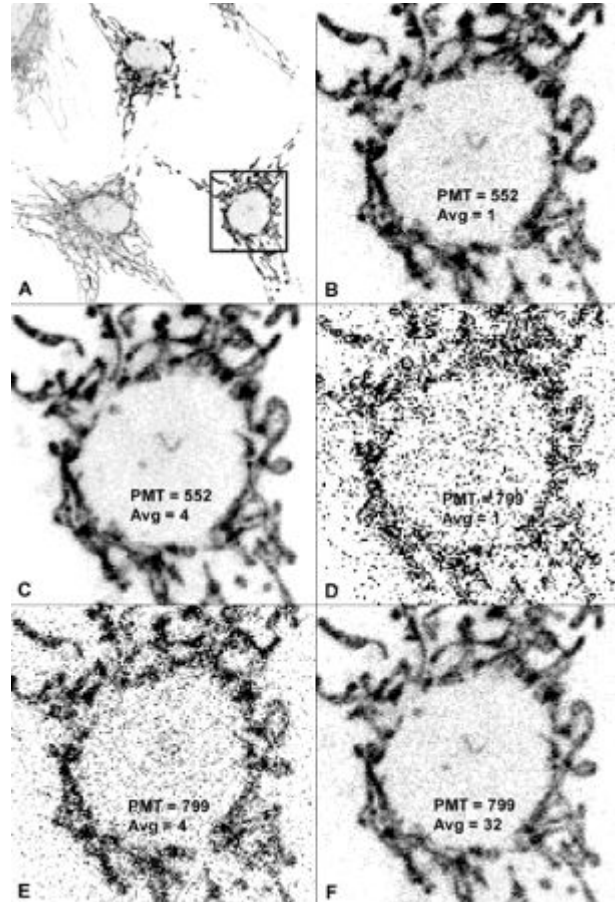 A
PMT = 552
Avg = 1
B
PMT = 552
Avg = 4
C
PMT = 799
Avg = 1
D
PMT = 799
Avg = 4
E
PMT = 799
Avg = 32
F